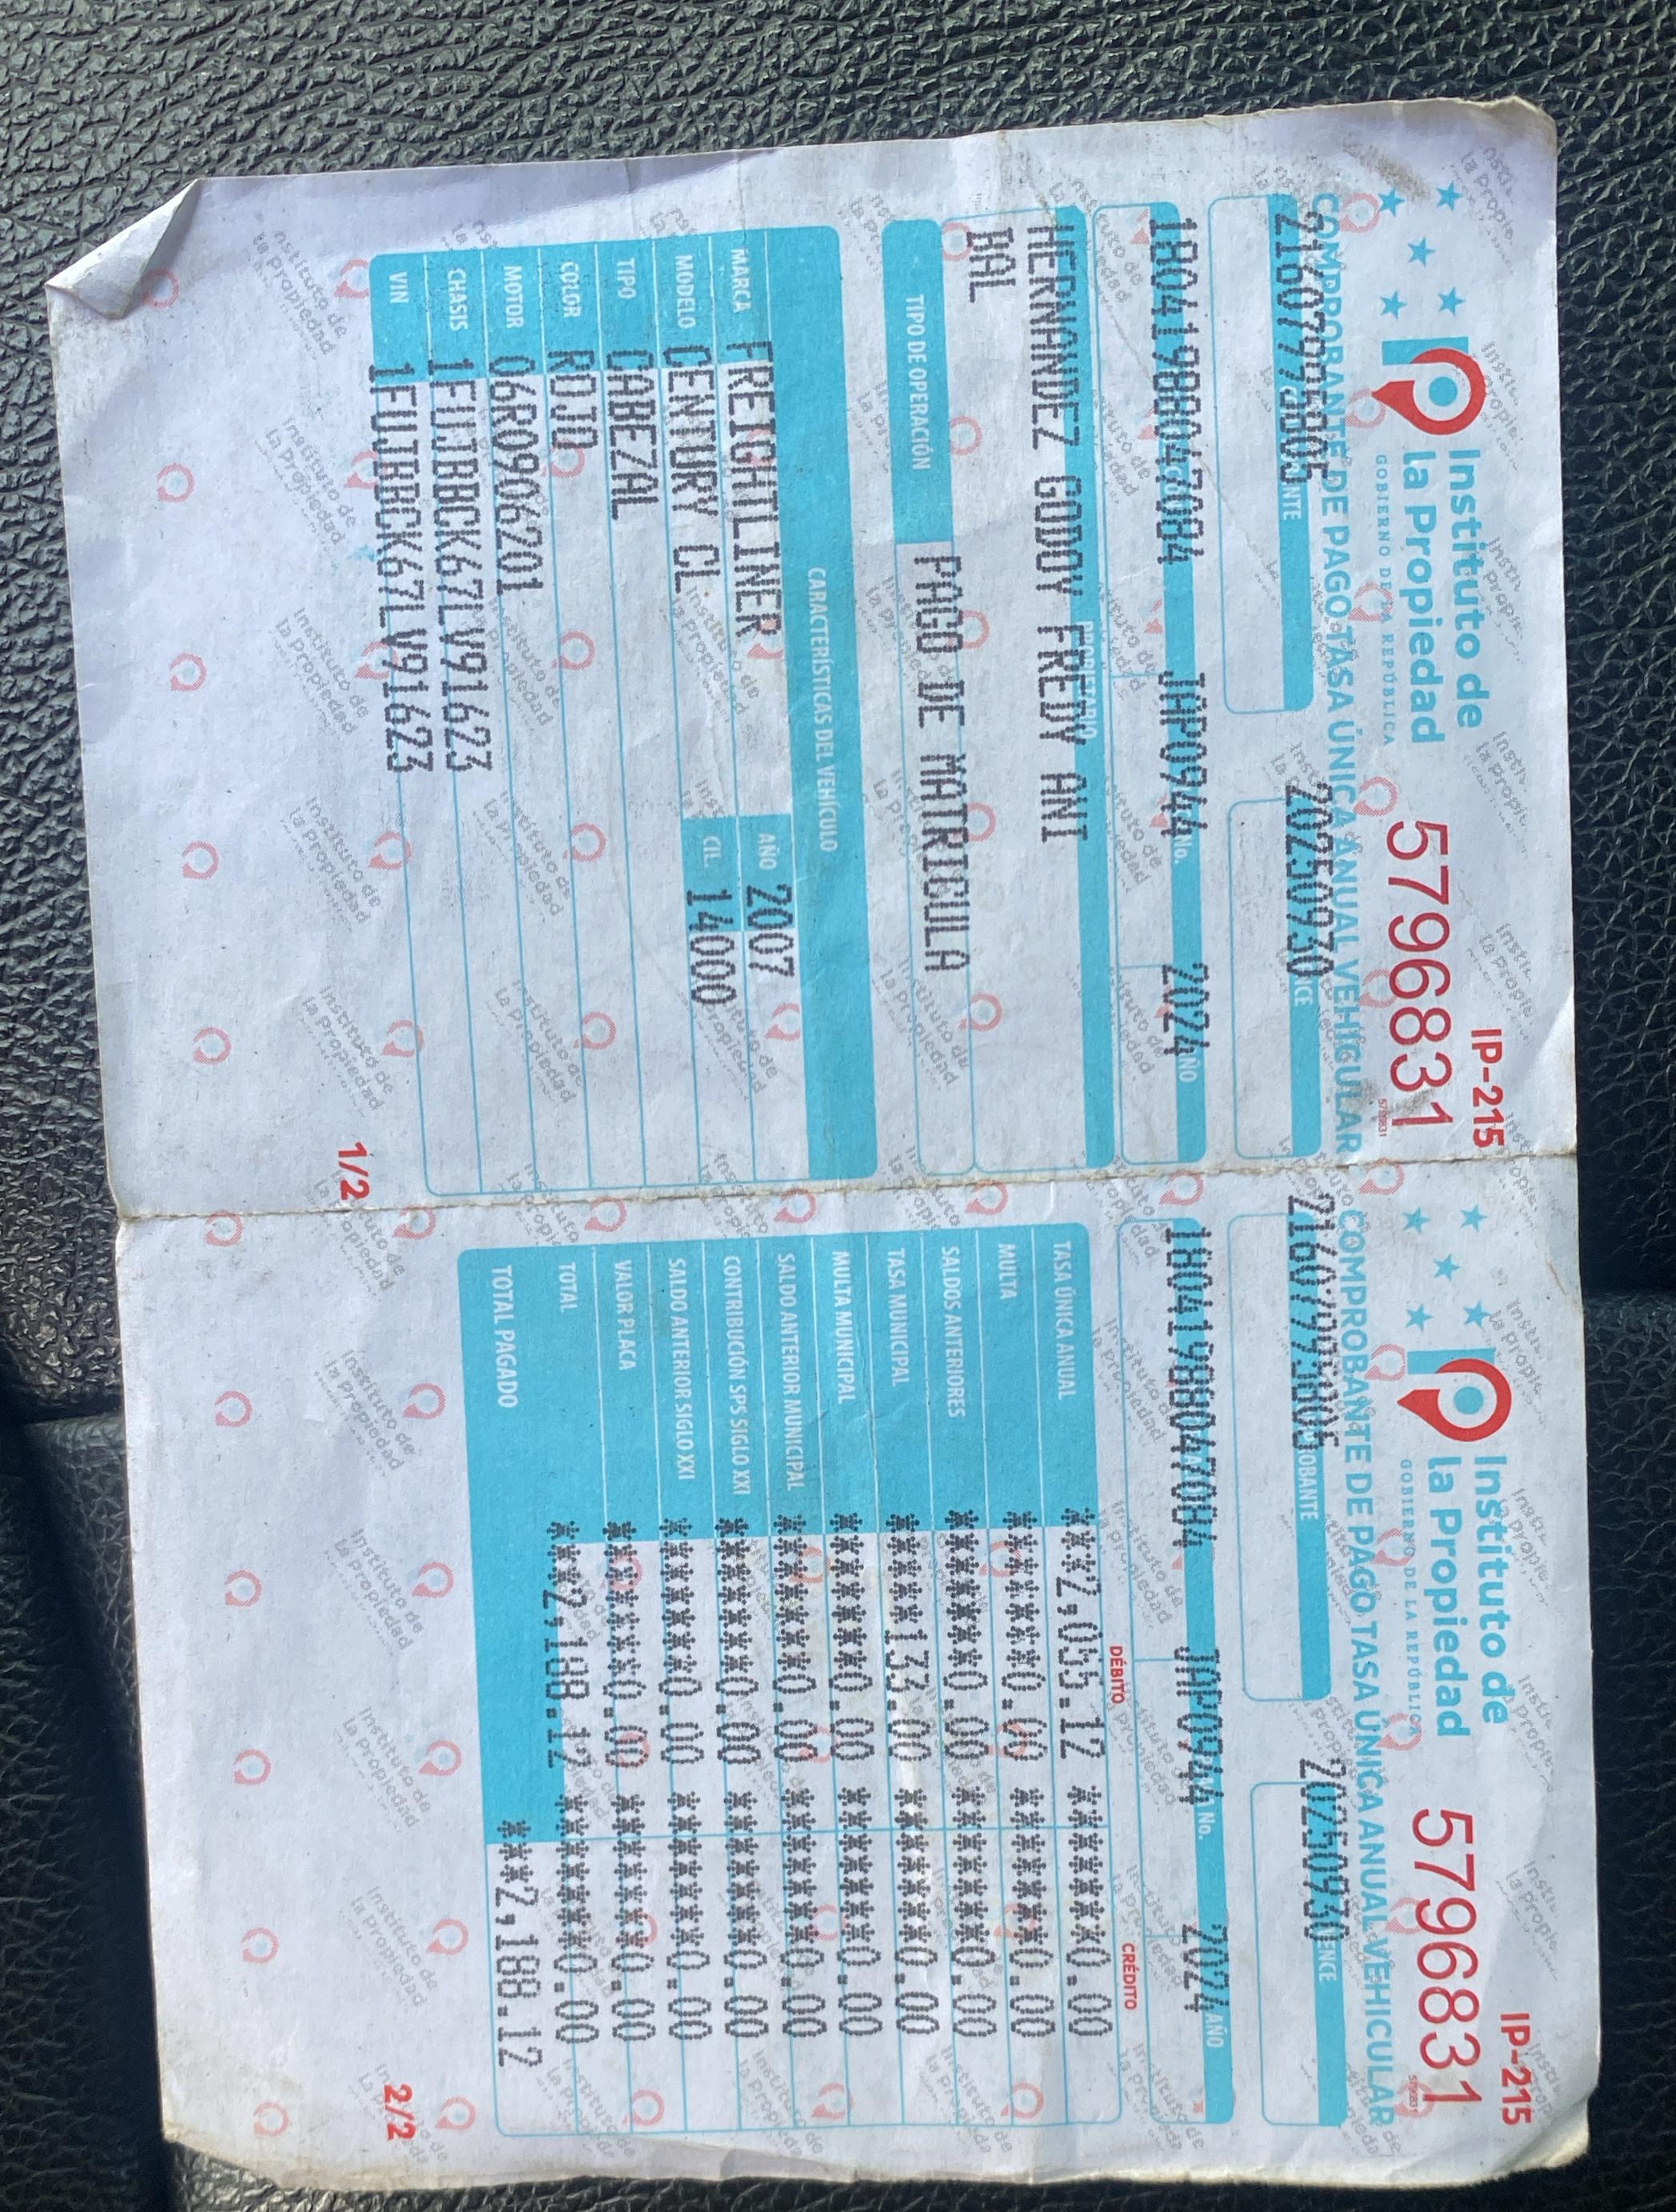 Instituto de
la Propiedad
GOBIERNO DE LA REPÚBLICA
IP-215
5796831
5796831
COMPROBANTE DE PAGO TASA ÚNICA ANUAL VEHICULAR
20250930
JAP0944 No.
2024
PROPIETARIO
HERNANDEZ GODOY FREDY ANI
BAL
TIPO DE OPERACIÓN PAGO DE MATRICULA
CARACTERÍSTICAS DEL VEHÍCULO
MARCA FREIGHTLINER AÑO 2007
MODELO CENTURY CL CIL. 14000
TIPO CABEZAL
COLOR ROJO
MOTOR 06R0906201
CHASIS 1FUJBBCK67LV91623
VIN 1FUJBBCK67LV91623
1/2
Instituto de
la Propiedad
GOBIERNO DE LA REPÚBLICA
IP-215
5796831
5796831
COMPROBANTE DE PAGO TASA ÚNICA ANUAL VEHICULAR
20250930
JAP0944 No.
2024 AÑO
DÉBITO CRÉDITO
TASA ÚNICA ANUAL ***2,055.12 *******0.00
MULTA *******0.00 *******0.00
SALDOS ANTERIORES *******0.00 *******0.00
TASA MUNICIPAL *****133.00 *******0.00
MULTA MUNICIPAL *******0.00 *******0.00
SALDO ANTERIOR MUNICIPAL *******0.00 *******0.00
CONTRIBUCIÓN SPS SIGLO XXI *******0.00 *******0.00
SALDO ANTERIOR SIGLO XXI *******0.00 *******0.00
VALOR PLACA *******0.00 *******0.00
TOTAL ***2,188.12 *******0.00
TOTAL PAGADO ***2,188.12
2/2